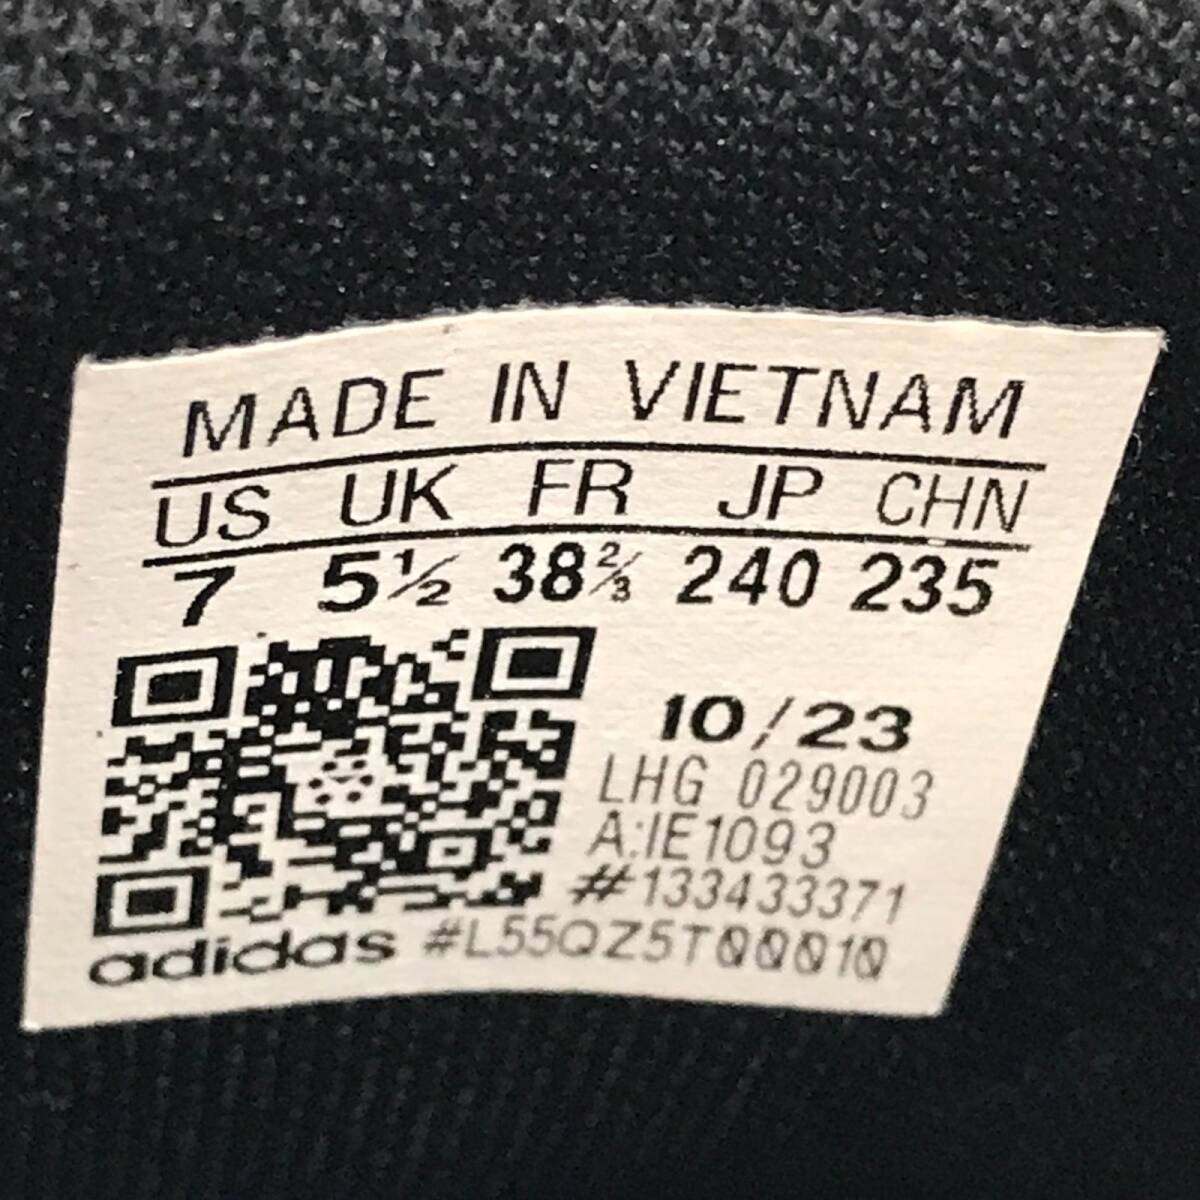 MADE IN VIETNAM
US UK FR JP CHN
7 5½ 38⅔ 240 235
10/23
LHG 029003
A:IE1093
#133433371
adidas #L55QZ5T00010